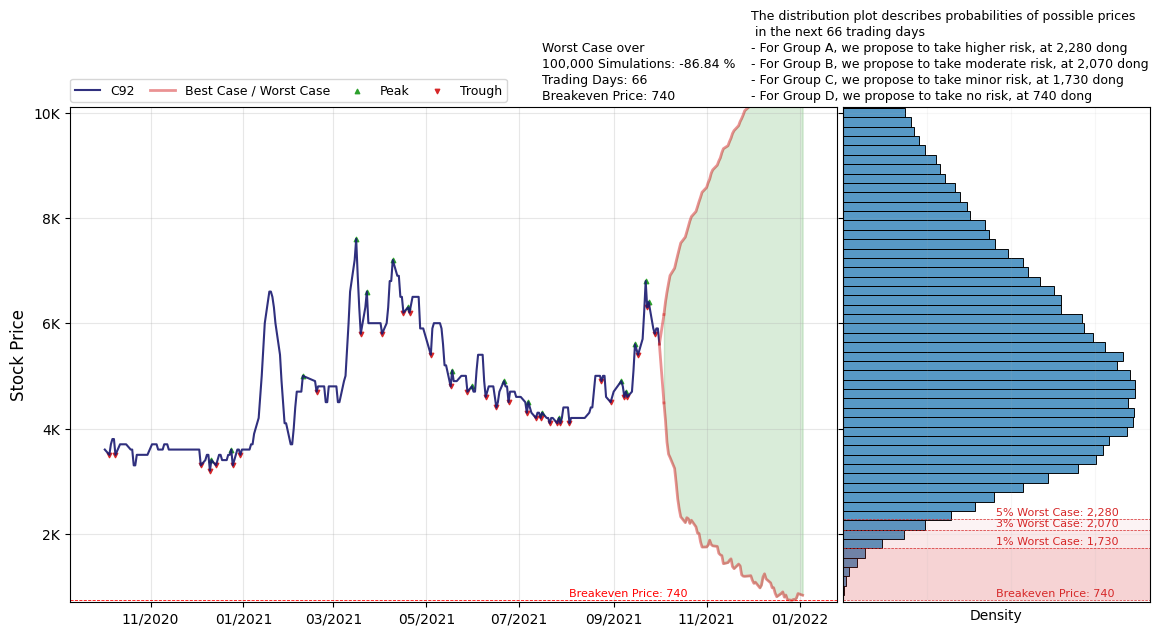 The distribution plot describes probabilities of possible prices
in the next 66 trading days
- For Group A, we propose to take higher risk, at 2,280 dong
- For Group B, we propose to take moderate risk, at 2,070 dong
- For Group C, we propose to take minor risk, at 1,730 dong
- For Group D, we propose to take no risk, at 740 dong
Worst Case over
100,000 Simulations: -86.84 %
Trading Days: 66
Breakeven Price: 740
C92
Best Case / Worst Case
Peak
Trough
Stock Price
10K
8K
6K
4K
2K
Breakeven Price: 740
11/2020
01/2021
03/2021
05/2021
07/2021
09/2021
11/2021
01/2022
5% Worst Case: 2,280
3% Worst Case: 2,070
1% Worst Case: 1,730
Breakeven Price: 740
Density